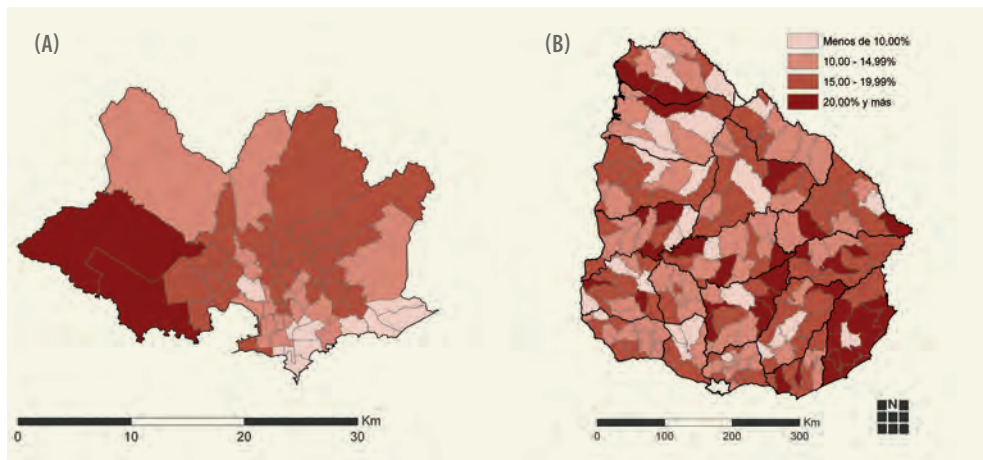 (A)
(B)
Menos de 10,00%
10,00 - 14,99%
15,00 - 19,99%
20,00% y más
Km
0 10 20 30
Km
0 100 200 300
N